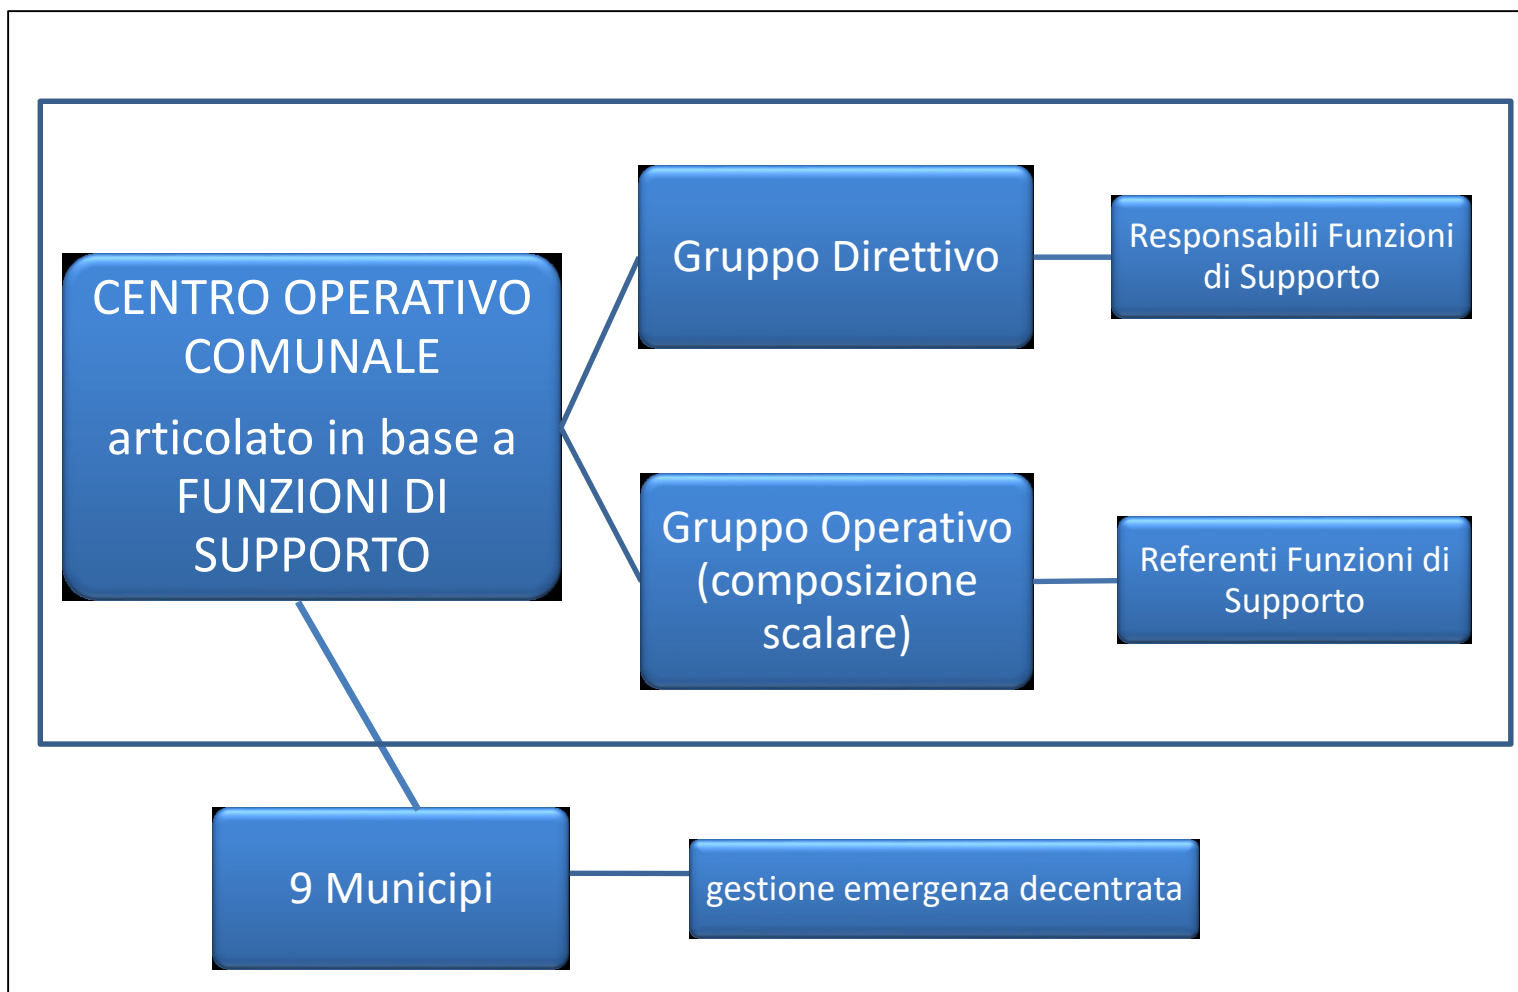 CENTRO OPERATIVO
COMUNALE
articolato in base a
FUNZIONI DI
SUPPORTO
Gruppo Direttivo
Responsabili Funzioni
di Supporto
Gruppo Operativo
(composizione
scalare)
Referenti Funzioni di
Supporto
9 Municipi
gestione emergenza decentrata